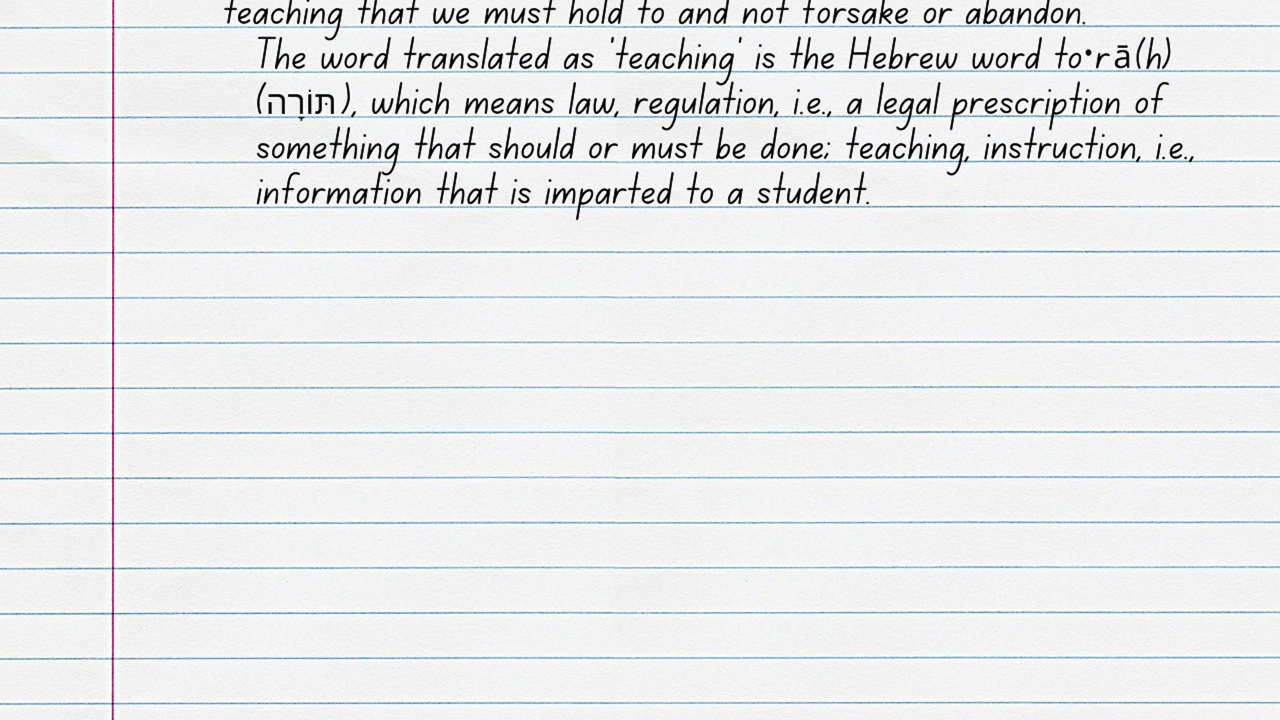 teaching that we must hold to and not forsake or abandon.
The word translated as 'teaching' is the Hebrew word to•rā(h)
(תּוֹרָה), which means law, regulation, i.e., a legal prescription of
something that should or must be done; teaching, instruction, i.e.,
information that is imparted to a student.